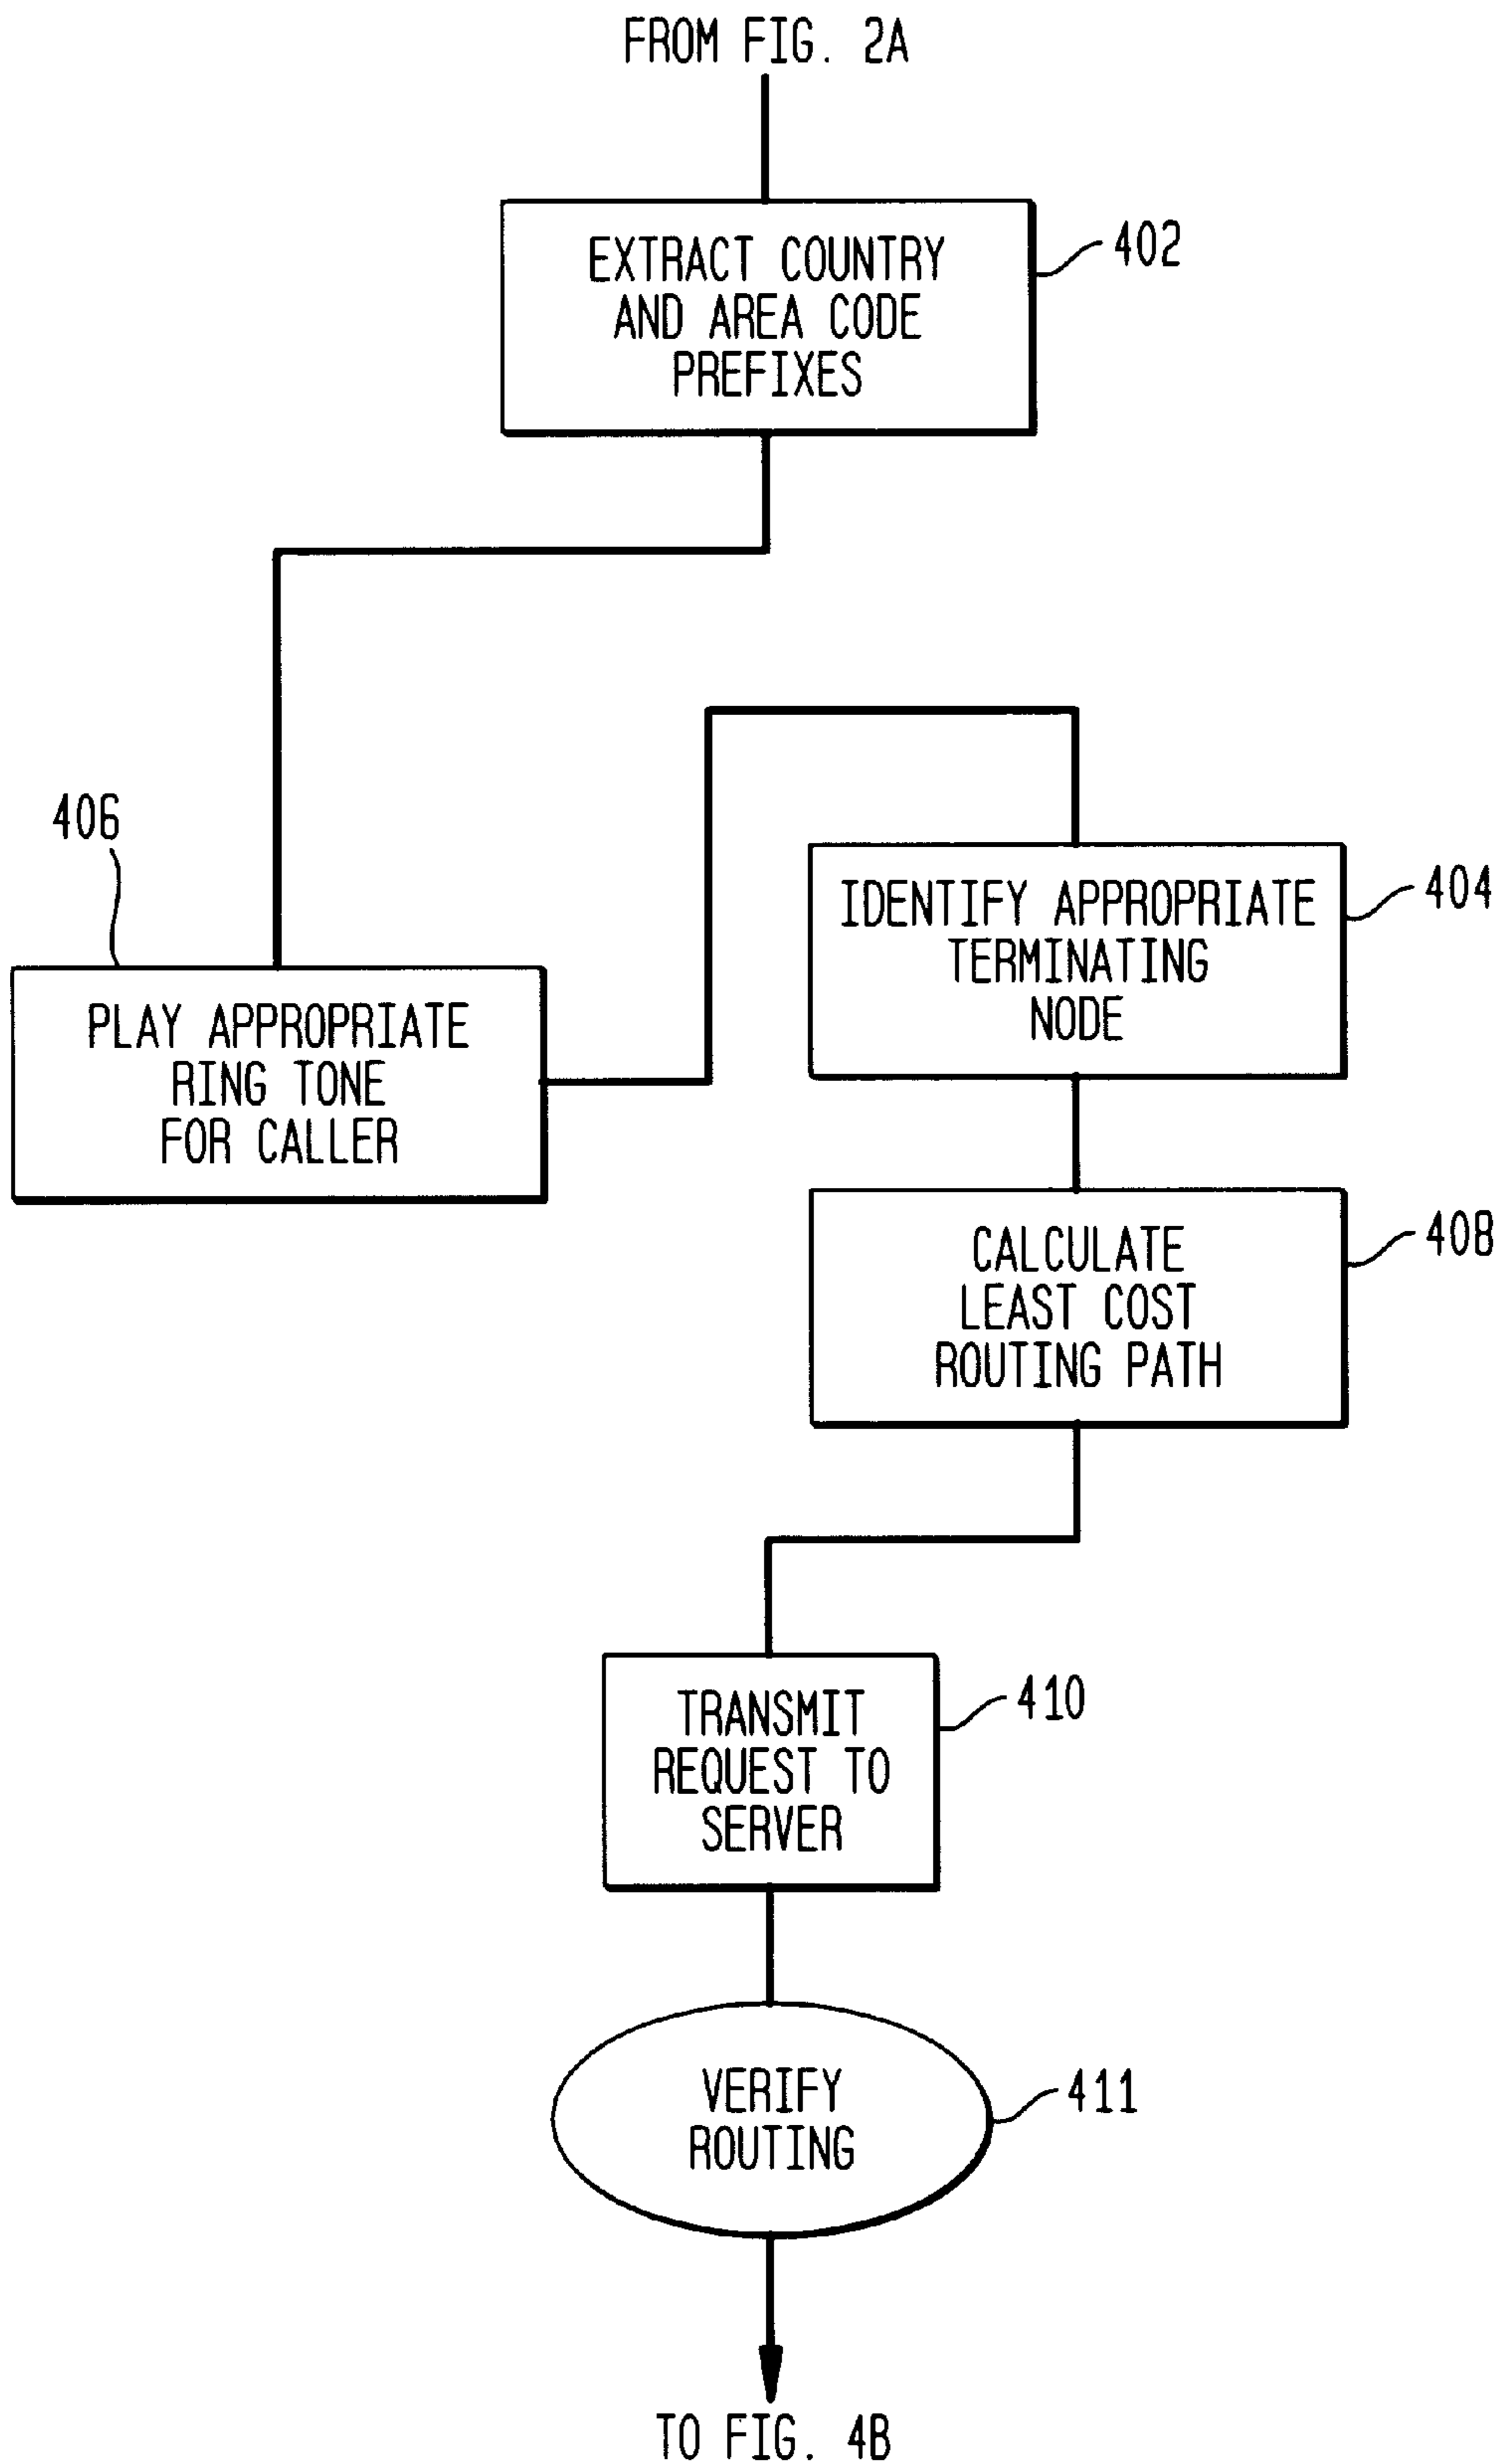 FROM FIG. 2A
EXTRACT COUNTRY
AND AREA CODE
PREFIXES
402
406
PLAY APPROPRIATE
RING TONE
FOR CALLER
IDENTIFY APPROPRIATE
TERMINATING
NODE
404
CALCULATE
LEAST COST
ROUTING PATH
408
TRANSMIT
REQUEST TO
SERVER
410
VERIFY
ROUTING
411
TO FIG. 4B